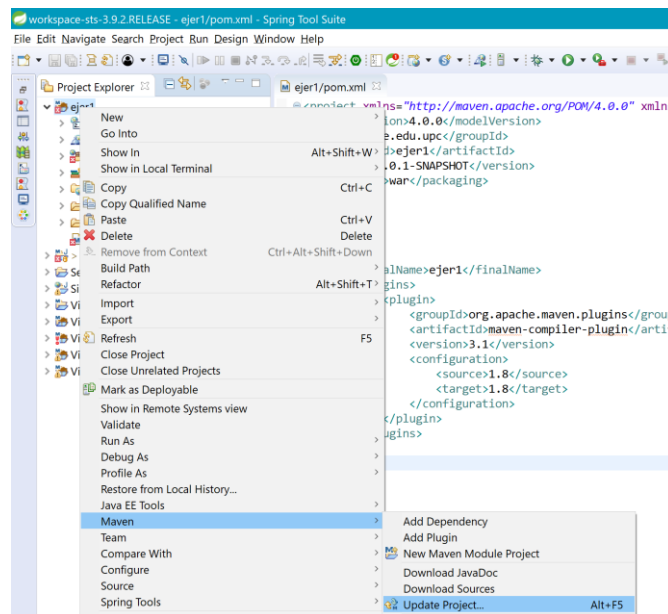 workspace-sts-3.9.2.RELEASE - ejer1/pom.xml - Spring Tool Suite
File Edit Navigate Search Project Run Design Window Help
Project Explorer
ejer1/pom.xml
ejer1
<project xmlns="http://maven.apache.org/POM/4.0.0" xmln
ion>4.0.0</modelVersion>
e.edu.upc</groupId>
d>ejer1</artifactId>
.0.1-SNAPSHOT</version>
>war</packaging>
alName>ejer1</finalName>
gins>
<plugin>
<groupId>org.apache.maven.plugins</grou
<artifactId>maven-compiler-plugin</arti
<version>3.1</version>
<configuration>
<source>1.8</source>
<target>1.8</target>
</configuration>
</plugin>
ugins>
Se
Si
Vi
Vi
Vi
Vi
Vi
New
Go Into
Show In Alt+Shift+W
Show in Local Terminal
Copy Ctrl+C
Copy Qualified Name
Paste Ctrl+V
Delete Delete
Remove from Context Ctrl+Alt+Shift+Down
Build Path
Refactor Alt+Shift+T
Import
Export
Refresh F5
Close Project
Close Unrelated Projects
Mark as Deployable
Show in Remote Systems view
Validate
Run As
Debug As
Profile As
Restore from Local History...
Java EE Tools
Maven
Team
Compare With
Configure
Source
Spring Tools
Add Dependency
Add Plugin
New Maven Module Project
Download JavaDoc
Download Sources
Update Project... Alt+F5